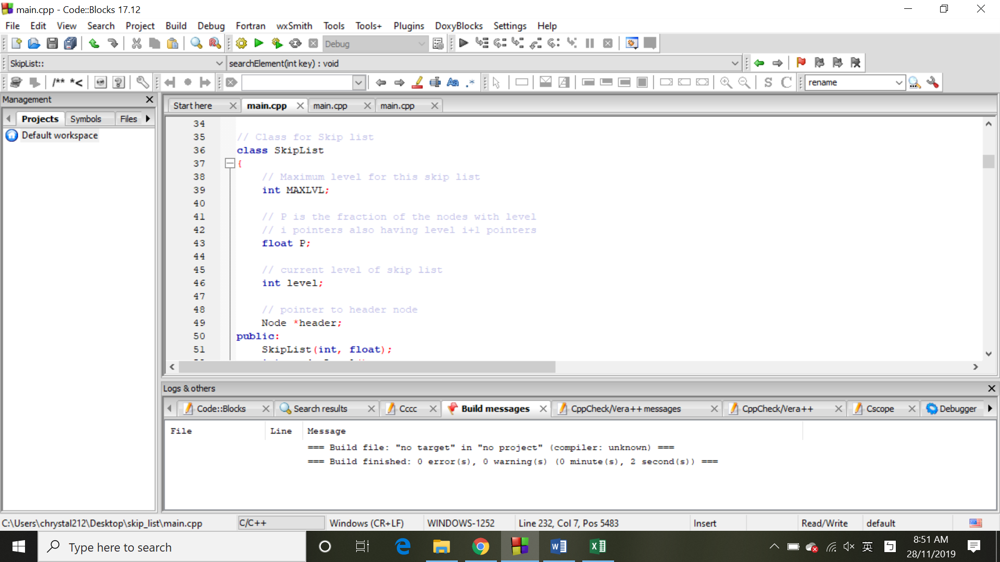 main.cpp - Code::Blocks 17.12
File Edit View Search Project Build Debug Fortran wxSmith Tools Tools+ Plugins DoxyBlocks Settings Help
Debug
SkipList:: searchElement(int key) : void
/** *< Aa .* S C rename
Management
Start here main.cpp main.cpp main.cpp
Projects Symbols Files
Default workspace
34
35 // Class for Skip list
36 class SkipList
37 {
38 // Maximum level for this skip list
39 int MAXLVL;
40
41 // P is the fraction of the nodes with level
42 // i pointers also having level i+1 pointers
43 float P;
44
45 // current level of skip list
46 int level;
47
48 // pointer to header node
49 Node *header;
50 public:
51 SkipList(int, float);
Logs & others
Code::Blocks Search results Cccc Build messages CppCheck/Vera++ messages CppCheck/Vera++ Cscope Debugger
File Line Message
=== Build file: "no target" in "no project" (compiler: unknown) ===
=== Build finished: 0 error(s), 0 warning(s) (0 minute(s), 2 second(s)) ===
C:\Users\chrystal212\Desktop\skip_list\main.cpp C/C++ Windows (CR+LF) WINDOWS-1252 Line 232, Col 7, Pos 5483 Insert Read/Write default
Type here to search
英
8:51 AM
28/11/2019